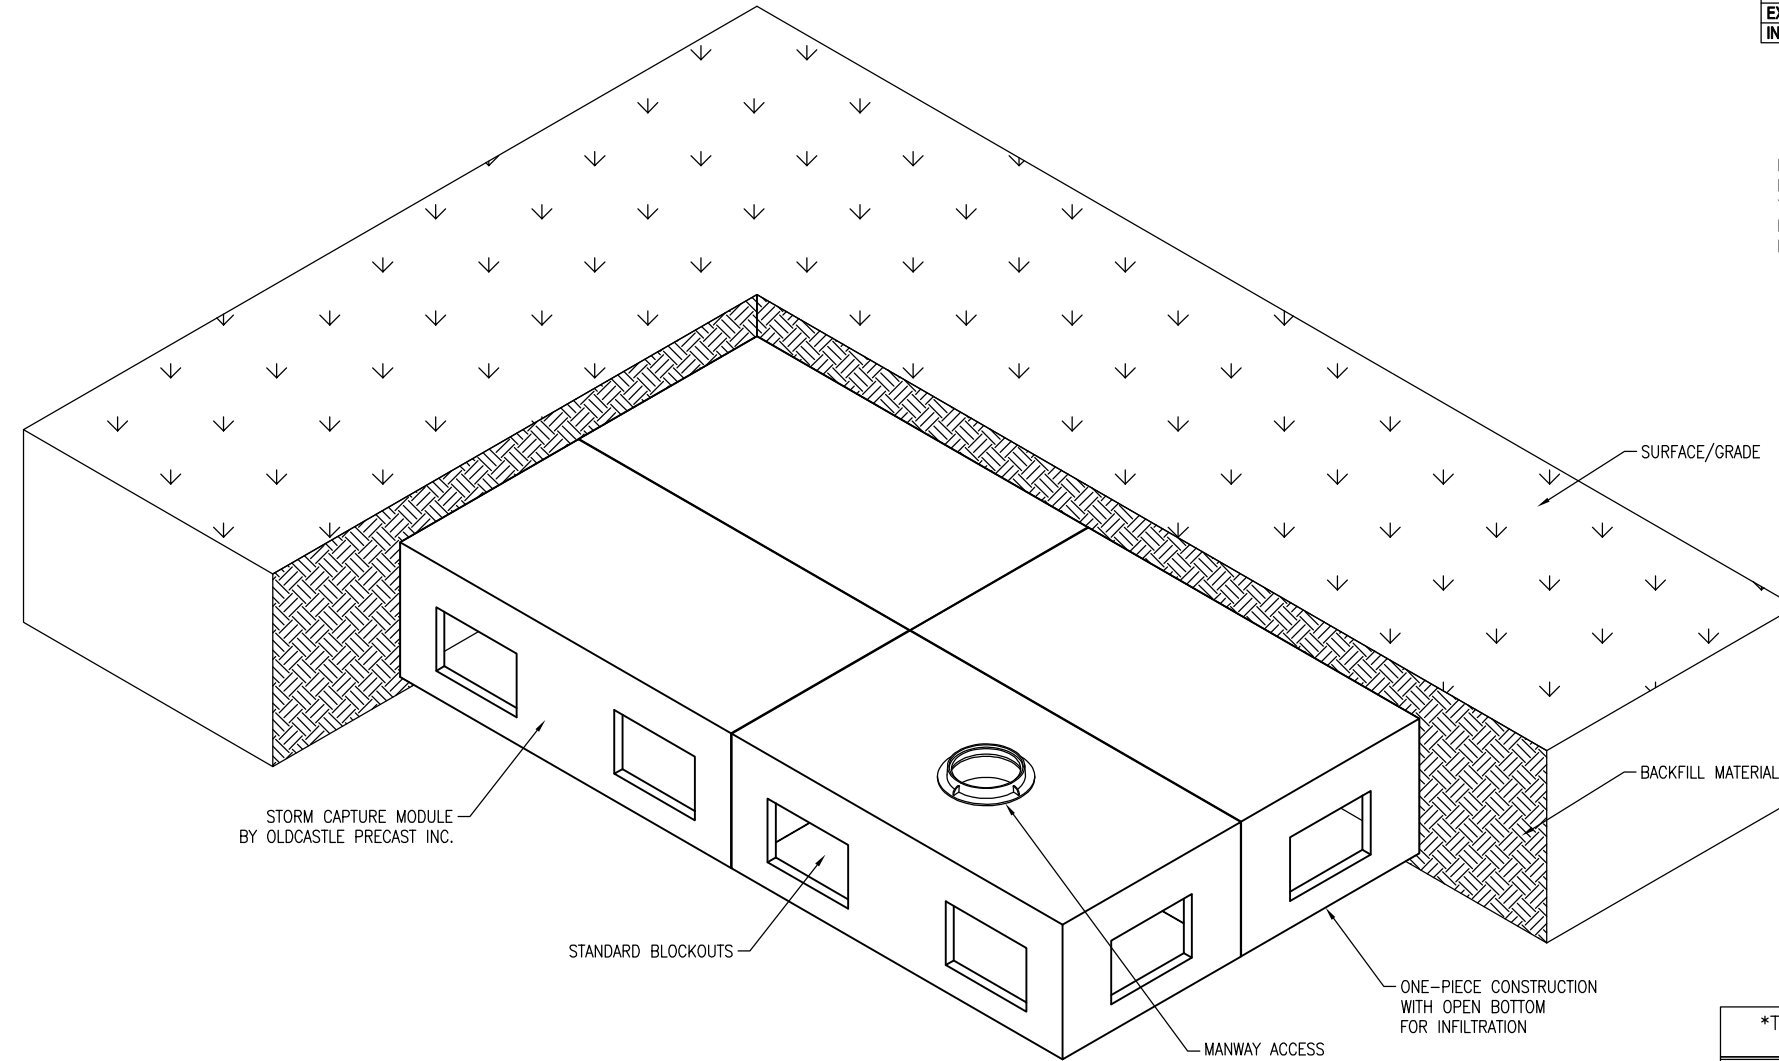 SURFACE/GRADE
BACKFILL MATERIAL
STORM CAPTURE MODULE
BY OLDCASTLE PRECAST INC.
STANDARD BLOCKOUTS
ONE-PIECE CONSTRUCTION
WITH OPEN BOTTOM
FOR INFILTRATION
MANWAY ACCESS